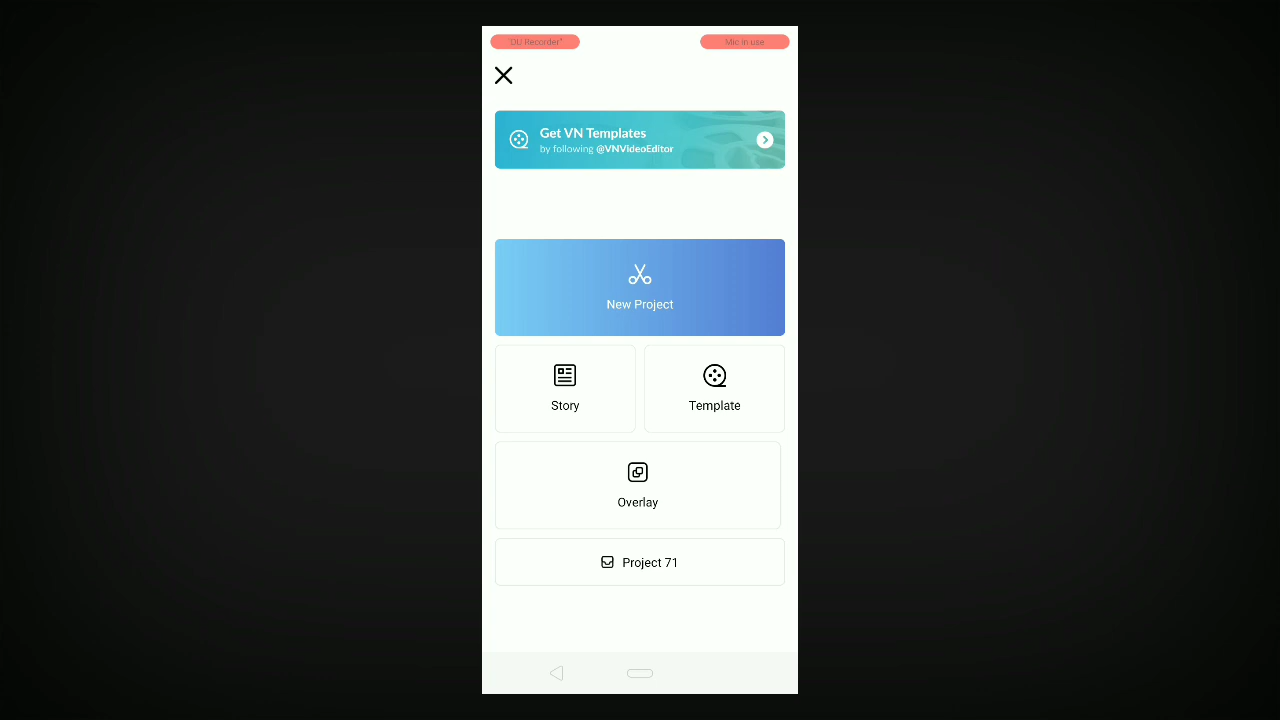 "DU Recorder"
Mic in use
Get VN Templates
by following @VNVideoEditor
New Project
Story
Template
Overlay
Project 71